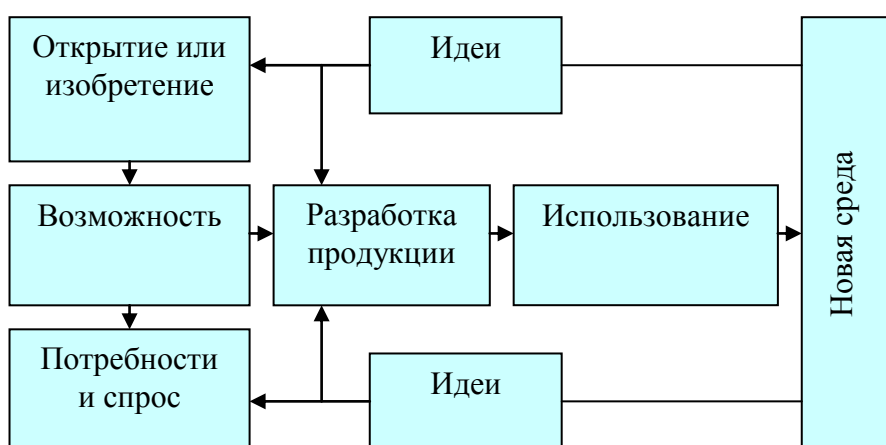 Открытие или
изобретение
Идеи
Возможность
Разработка
продукции
Использование
Новая среда
Потребности
и спрос
Идеи